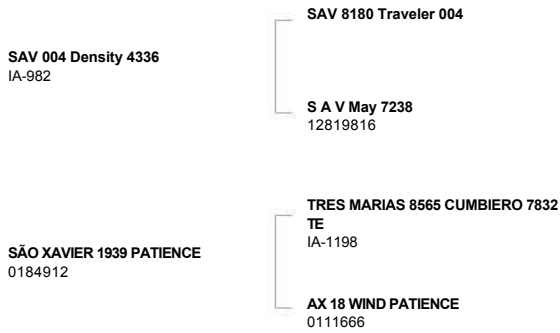 SAV 8180 Traveler 004
SAV 004 Density 4336
IA-982
S A V May 7238
12819816
TRES MARIAS 8565 CUMBIERO 7832
TE
IA-1198
SÃO XAVIER 1939 PATIENCE
0184912
AX 18 WIND PATIENCE
0111666